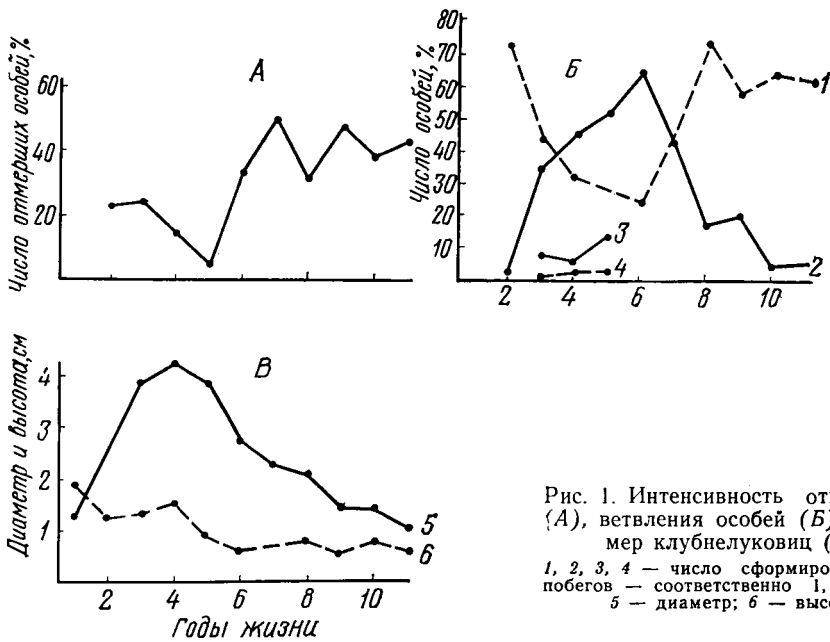 А
Число отмерших особей, %
60
40
20
Б
Число особей, %
80
70
60
50
40
30
20
10
1
2
3
4
2 4 6 8 10
В
Диаметр и высота, см
4
3
2
1
5
6
2 4 6 8 10
Годы жизни
Рис. 1. Интенсивность от
(А), ветвления особей (Б)
мер клубнелуковиц (
1, 2, 3, 4 — число сформиро
побегов — соответственно 1,
5 — диаметр; 6 — выс